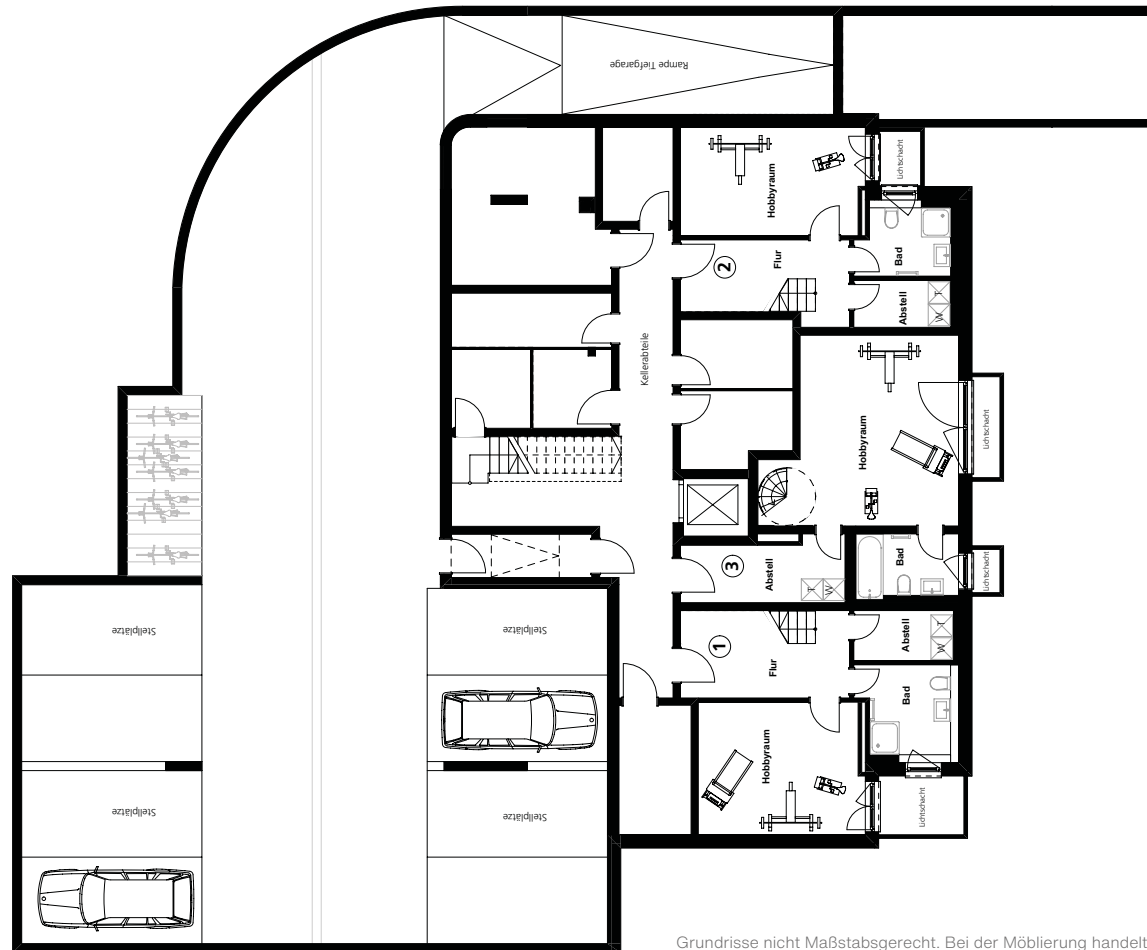 Rampe Tiefgarage
Lichtschacht
Hobbyraum
Bad
Flur
2
Abstell
T
W
Kellerabteile
Hobbyraum
Lichtschacht
Bad
Lichtschacht
3
Abstell
T
W
Stellplätze
Stellplätze
1
Flur
Abstell
T
W
Bad
Hobbyraum
Lichtschacht
Stellplätze
Stellplätze
Grundrisse nicht Maßstabsgerecht. Bei der Möblierung handelt